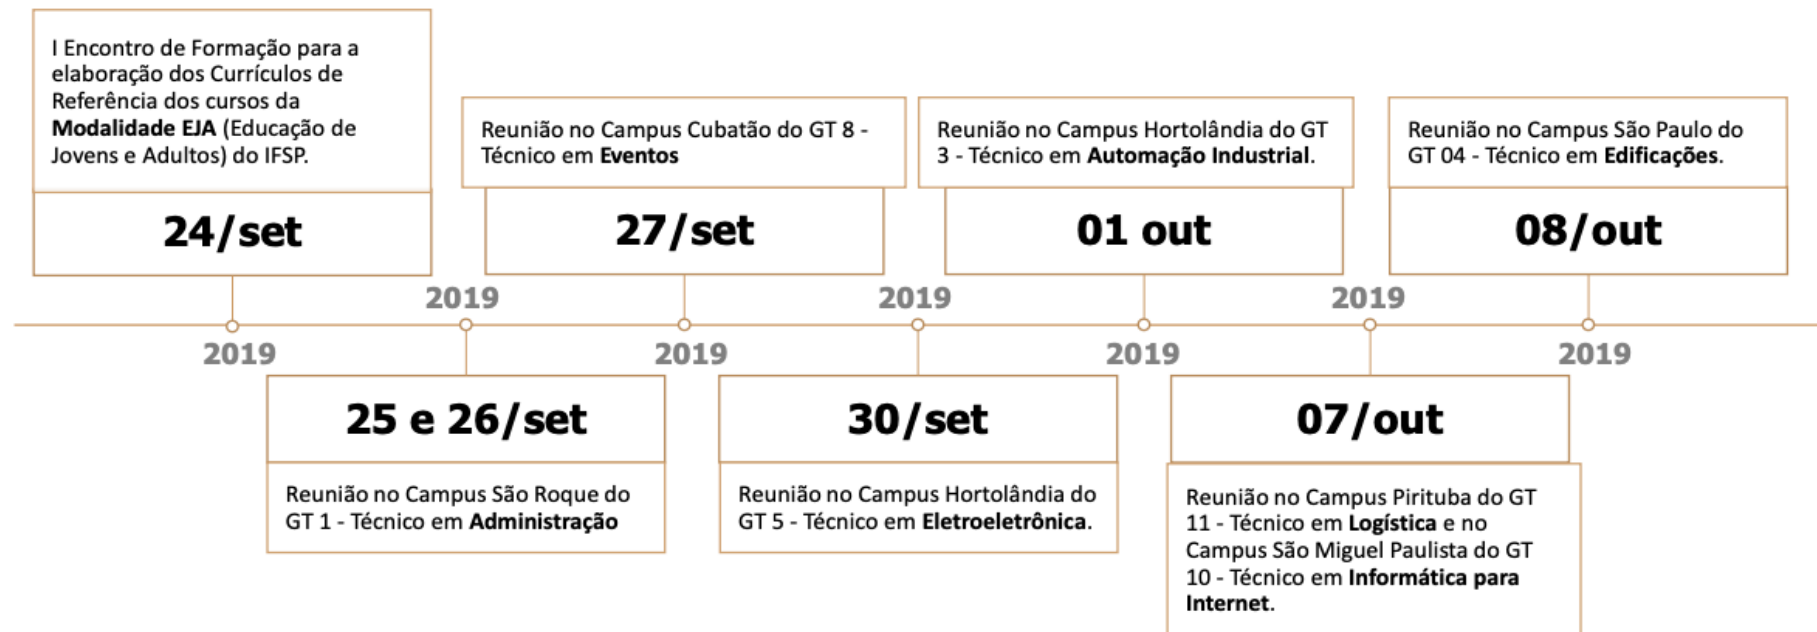 I Encontro de Formação para a
elaboração dos Currículos de
Referência dos cursos da
Modalidade EJA (Educação de
Jovens e Adultos) do IFSP.
24/set
2019
25 e 26/set
Reunião no Campus São Roque do
GT 1 - Técnico em Administração
2019
Reunião no Campus Cubatão do GT 8 -
Técnico em Eventos
27/set
2019
30/set
Reunião no Campus Hortolândia do
GT 5 - Técnico em Eletroeletrônica.
2019
Reunião no Campus Hortolândia do GT
3 - Técnico em Automação Industrial.
01 out
2019
07/out
Reunião no Campus Pirituba do GT
11 - Técnico em Logística e no
Campus São Miguel Paulista do GT
10 - Técnico em Informática para
Internet.
2019
Reunião no Campus São Paulo do
GT 04 - Técnico em Edificações.
08/out
2019